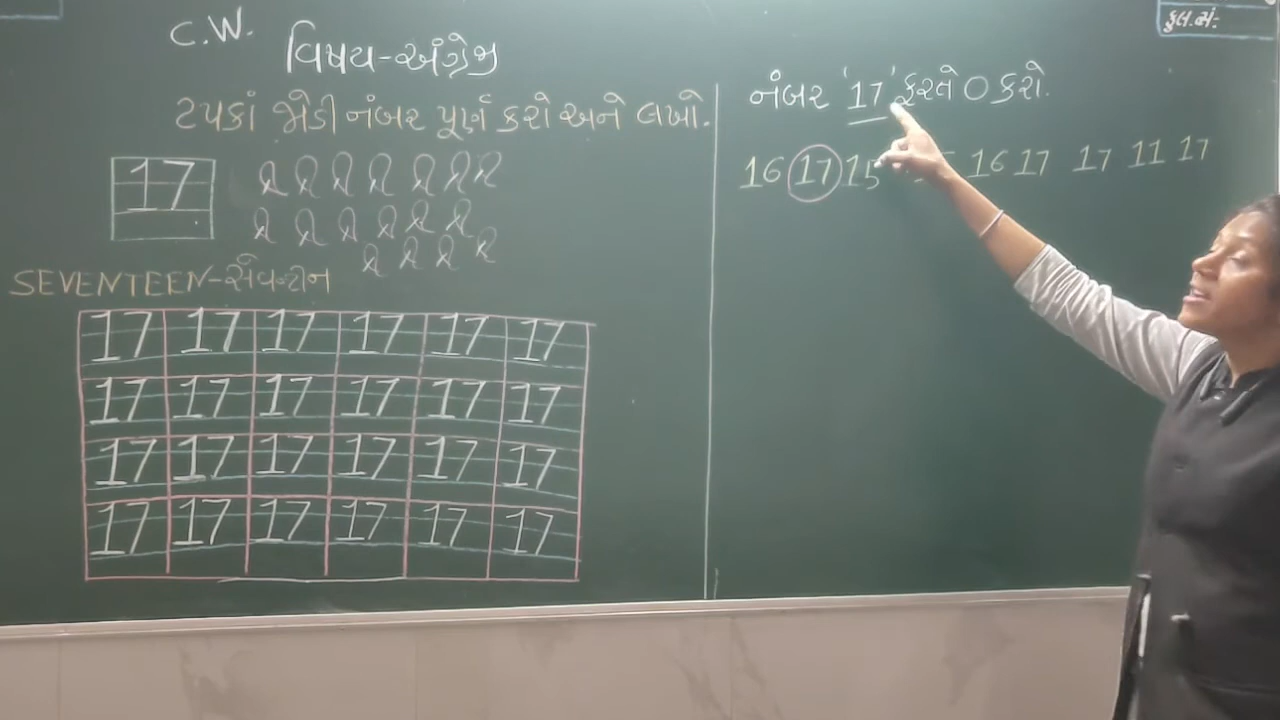 C.W.
વિષય-અંગ્રેજી
ટપકાં જોડી નંબર પૂર્ણ કરો અને લખો.
17
SEVENTEEN-સેવન્ટીન
17 17 17 17 17 17
17 17 17 17 17 17
17 17 17 17 17 17
17 17 17 17 17 17
કુલ.સં:
નંબર '17' ફરતે O કરો.
16 17 15 16 17 17 11 17